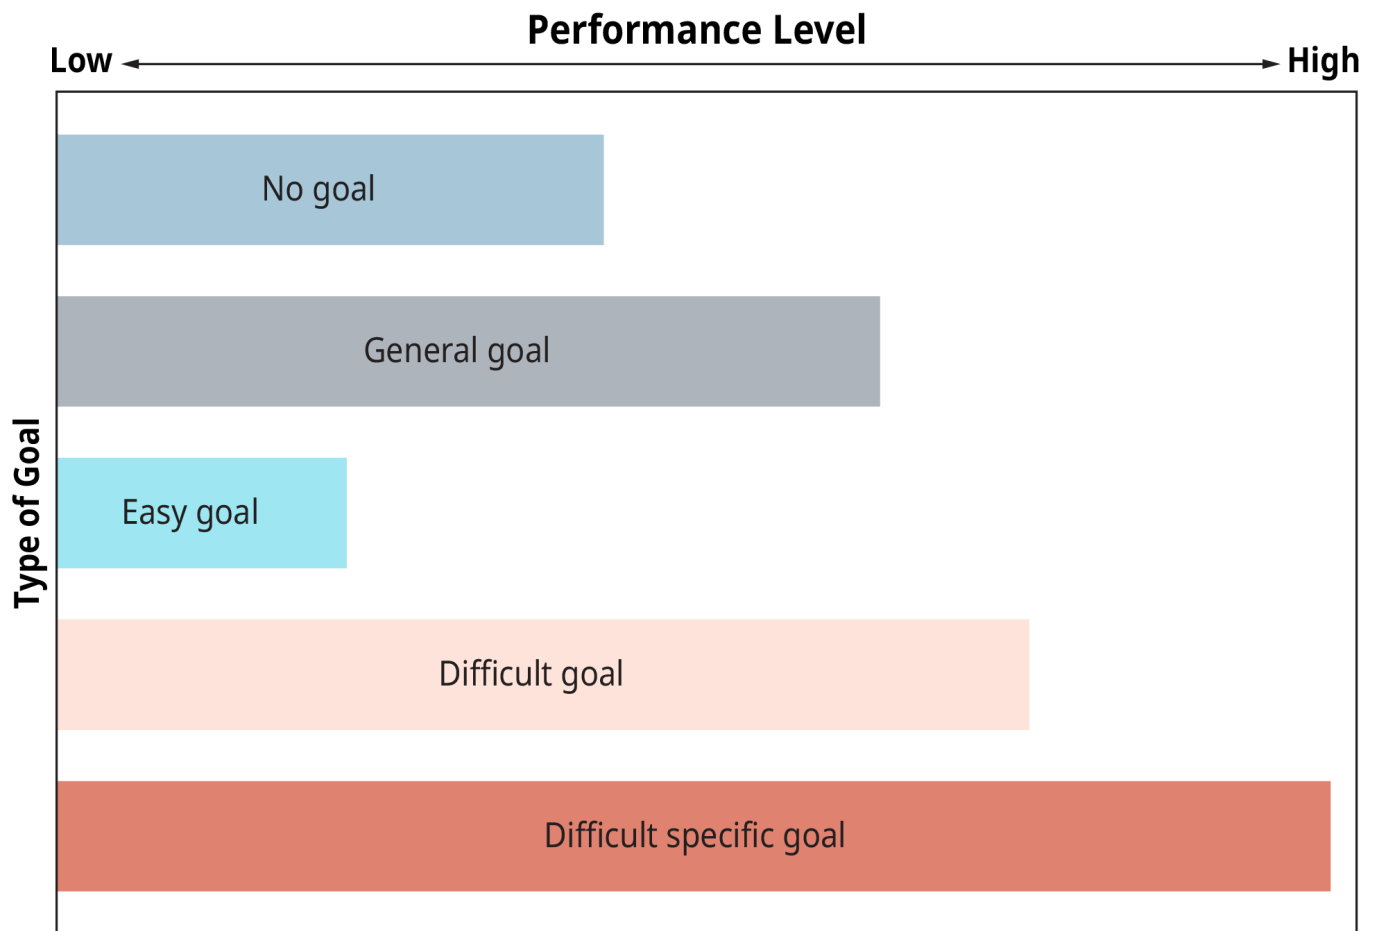 Performance Level
Low High
No goal
General goal
Easy goal
Difficult goal
Difficult specific goal
Type of Goal